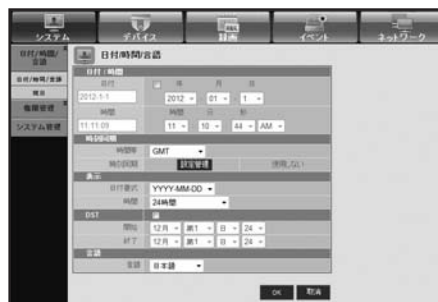 システム デバイス 録画 イベント ネットワーク
日付/時間/言語
日付/時間/言語
祝日
権限管理
システム管理
日付/時間/言語
日付 / 時間
日付 年 月 日
2012-1-1 2012 - 01 - 1
時間 時間 分 秒
11:11:09 11 - 10 - 44 - AM
時刻同期
時間帯 GMT
時刻同期 設定管理 使用しない
表示
日付書式 YYYY-MM-DD
時間 24時間
DST
開始 12月 第1 日 24
終了 12月 第1 日 24
言語
言語 日本語
OK 取消